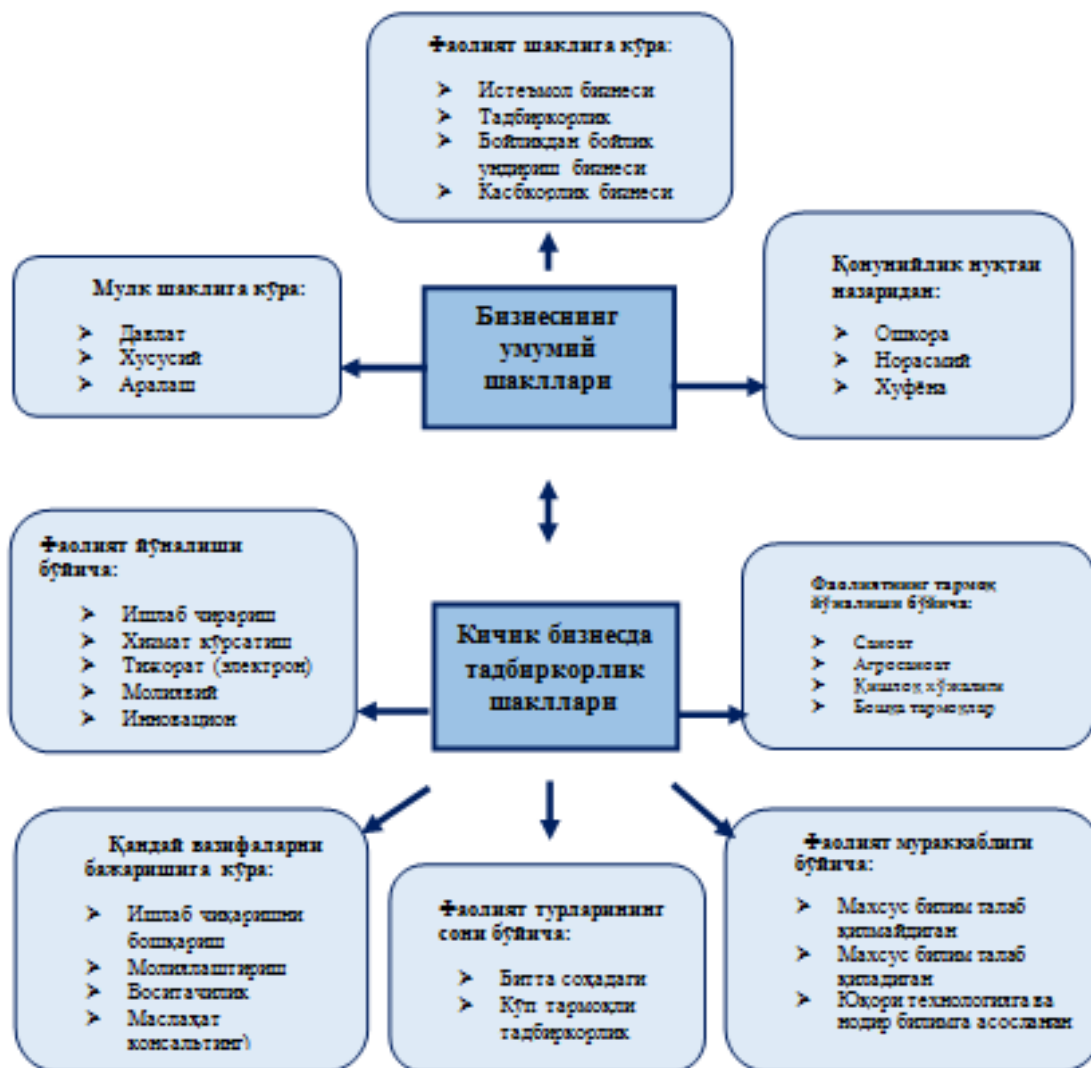 Фаолият шаклига кўра:
➤ Истеъмол бизнеси
➤ Тадбиркорлик
➤ Бойликдан бойлик
ундириш бизнеси
➤ Касбкорлик бизнеси
Мулк шаклига кўра:
➤ Давлат
➤ Хусусий
➤ Аралаш
Бизнеснинг
умумий
шакллари
Қонунийлик нуқтаи
назаридан:
➤ Ошкора
➤ Норасмий
➤ Хуфёна
Фаолият йўналиши
бўйича:
➤ Ишлаб чирариш
➤ Хизмат кўрсатиш
➤ Тижорат (электрон)
➤ Молиявий
➤ Инновацион
Кичик бизнесда
тадбиркорлик
шакллари
Фаолиятнинг тармоқ
йўналиши бўйича:
➤ Саноат
➤ Агросаноат
➤ Қишлоқ хўжалиги
➤ Бошқа тармоқлар
Қандай вазифаларни
бажаришига кўра:
➤ Ишлаб чиқаришни
бошқариш
➤ Молиялаштириш
➤ Воситачилик
➤ Маслаҳат
консалтинг)
Фаолият турларининг
сони бўйича:
➤ Битта соҳадаги
➤ Кўп тармоқли
тадбиркорлик
Фаолият мураккаблиги
бўйича:
➤ Махсус билим талаб
қилмайдиган
➤ Махсус билим талаб
қиладиган
➤ Юқори технологияга ва
нодир билимга асосланган